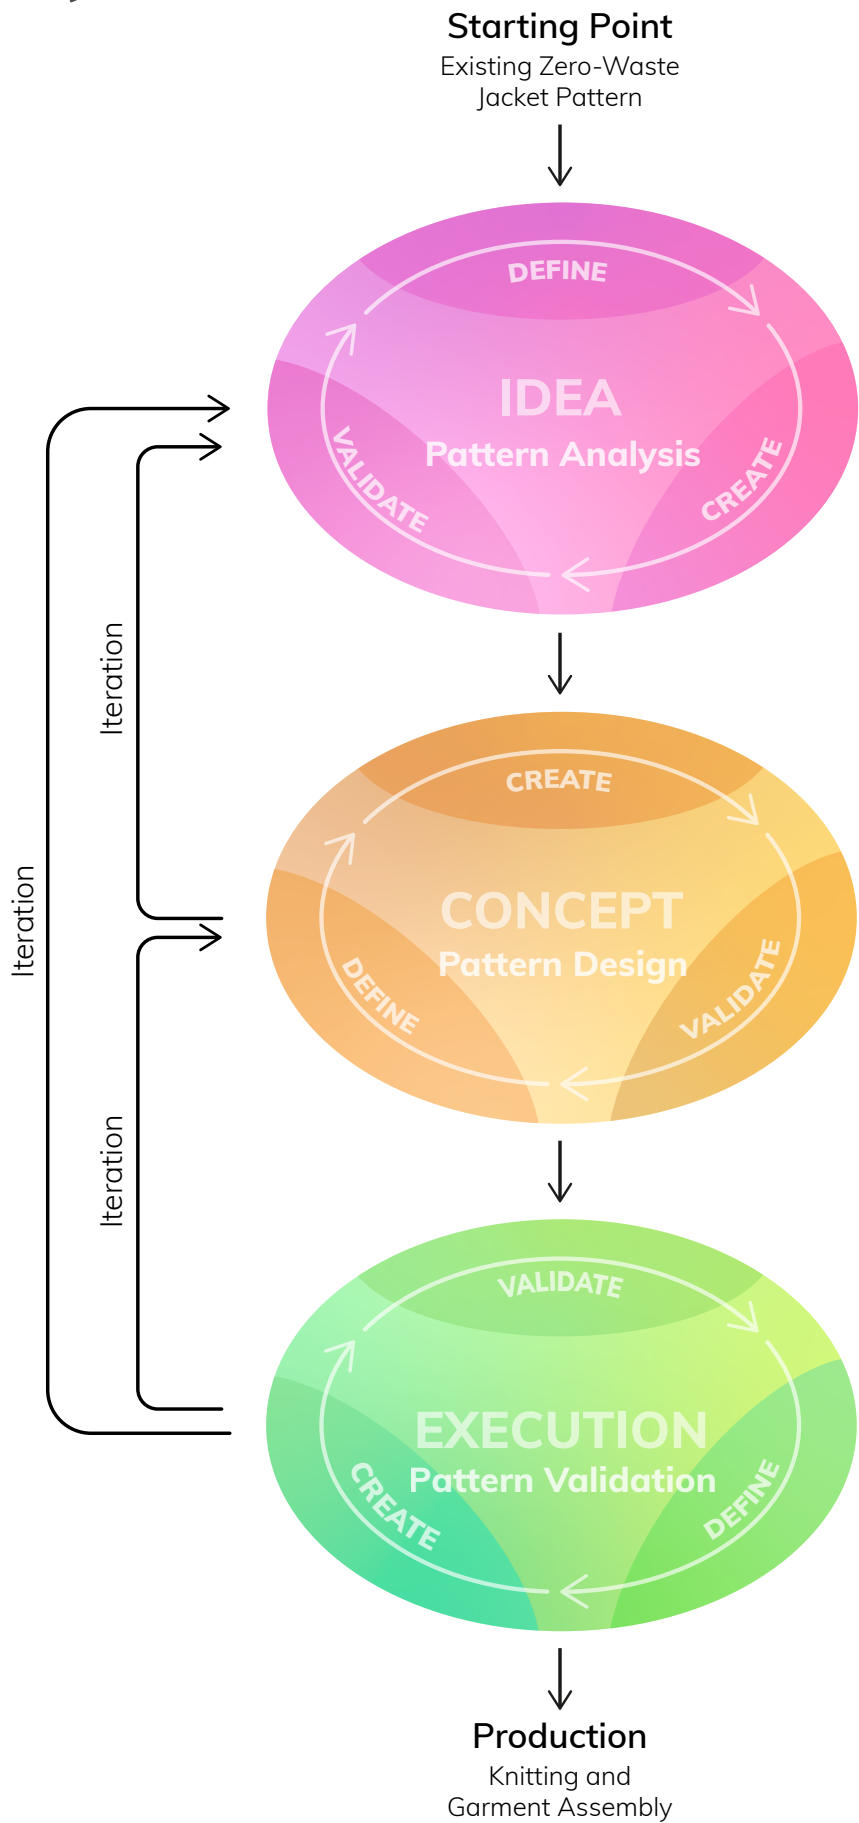 Starting Point
Existing Zero-Waste
Jacket Pattern
DEFINE
IDEA
Pattern Analysis
VALIDATE
CREATE
Iteration
CREATE
CONCEPT
Pattern Design
DEFINE
VALIDATE
Iteration
Iteration
VALIDATE
EXECUTION
Pattern Validation
CREATE
DEFINE
Production
Knitting and
Garment Assembly